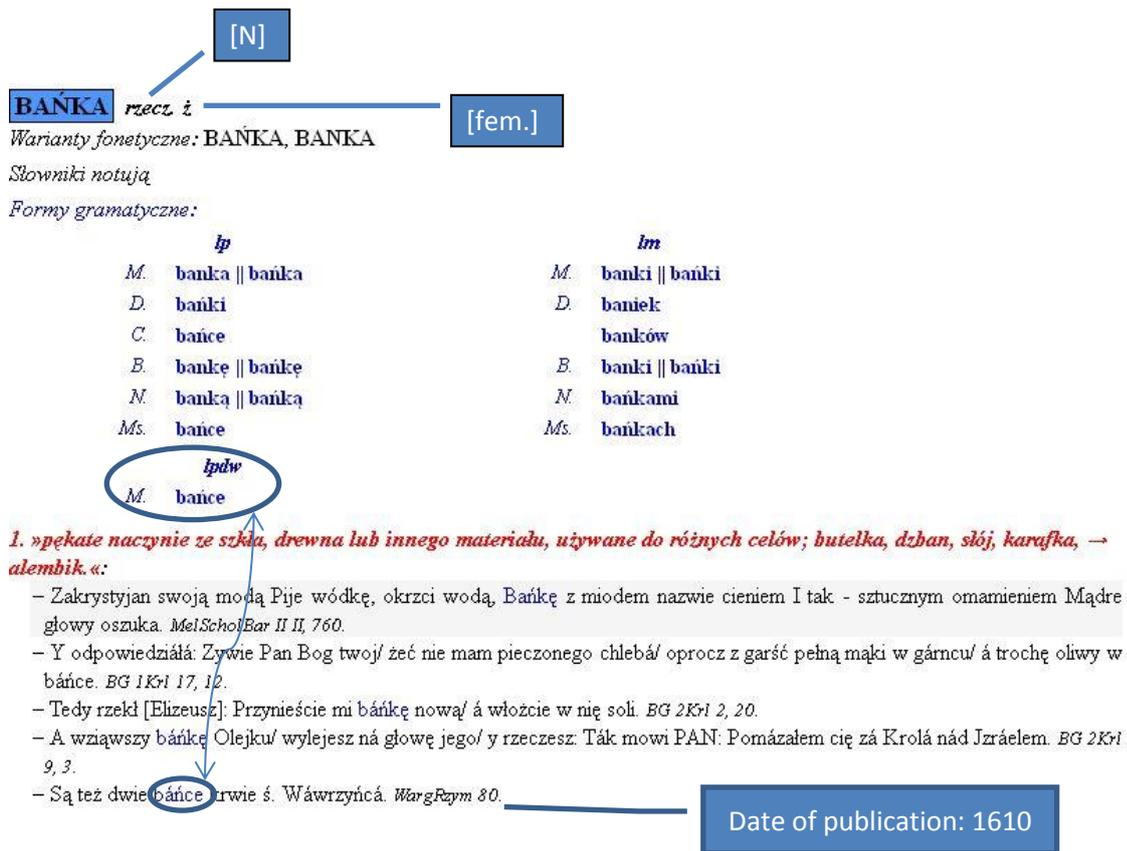 [N]
BAŃKA rzecz. ż
[fem.]
Warianty fonetyczne: BAŃKA, BANKA
Słowniki notują
Formy gramatyczne:
lp lm
M. banka || bańka M. banki || bańki
D. bańki D. baniek
C. bańce banków
B. bankę || bańkę B. banki || bańki
N. banką || bańką N. bańkami
Ms. bańce Ms. bańkach
lpdw
M. bańce
1. »pękate naczynie ze szkła, drewna lub innego materiału, używane do różnych celów; butelka, dzban, słój, karafka, →
alembik.«:
– Zakrystyjan swoją modą Pije wódkę, okrzci wodą, Bańkę z miodem nazwie cieniem I tak - sztucznym omamieniem Mądre
głowy oszuka. MelScholBar II II, 760.
– Y odpowiedziáłá: Zywie Pan Bog twoj/ żeć nie mam pieczonego chlebá/ oprocz z garść pełną mąki w gárncu/ á trochę oliwy w
báńce. BG 1Krl 17, 12.
– Tedy rzekł [Elizeusz]: Przynieście mi báńkę nową/ á włożcie w nię soli. BG 2Krl 2, 20.
– A wziąwszy báńkę Olejku/ wylejesz ná głowę jego/ y rzeczesz: Ták mowi PAN: Pomázałem cię zá Krolá nád Jzráelem. BG 2Krl
9, 3.
– Są też dwie báńce krwie ś. Wáwrzyńcá. WargRzym 80.
Date of publication: 1610